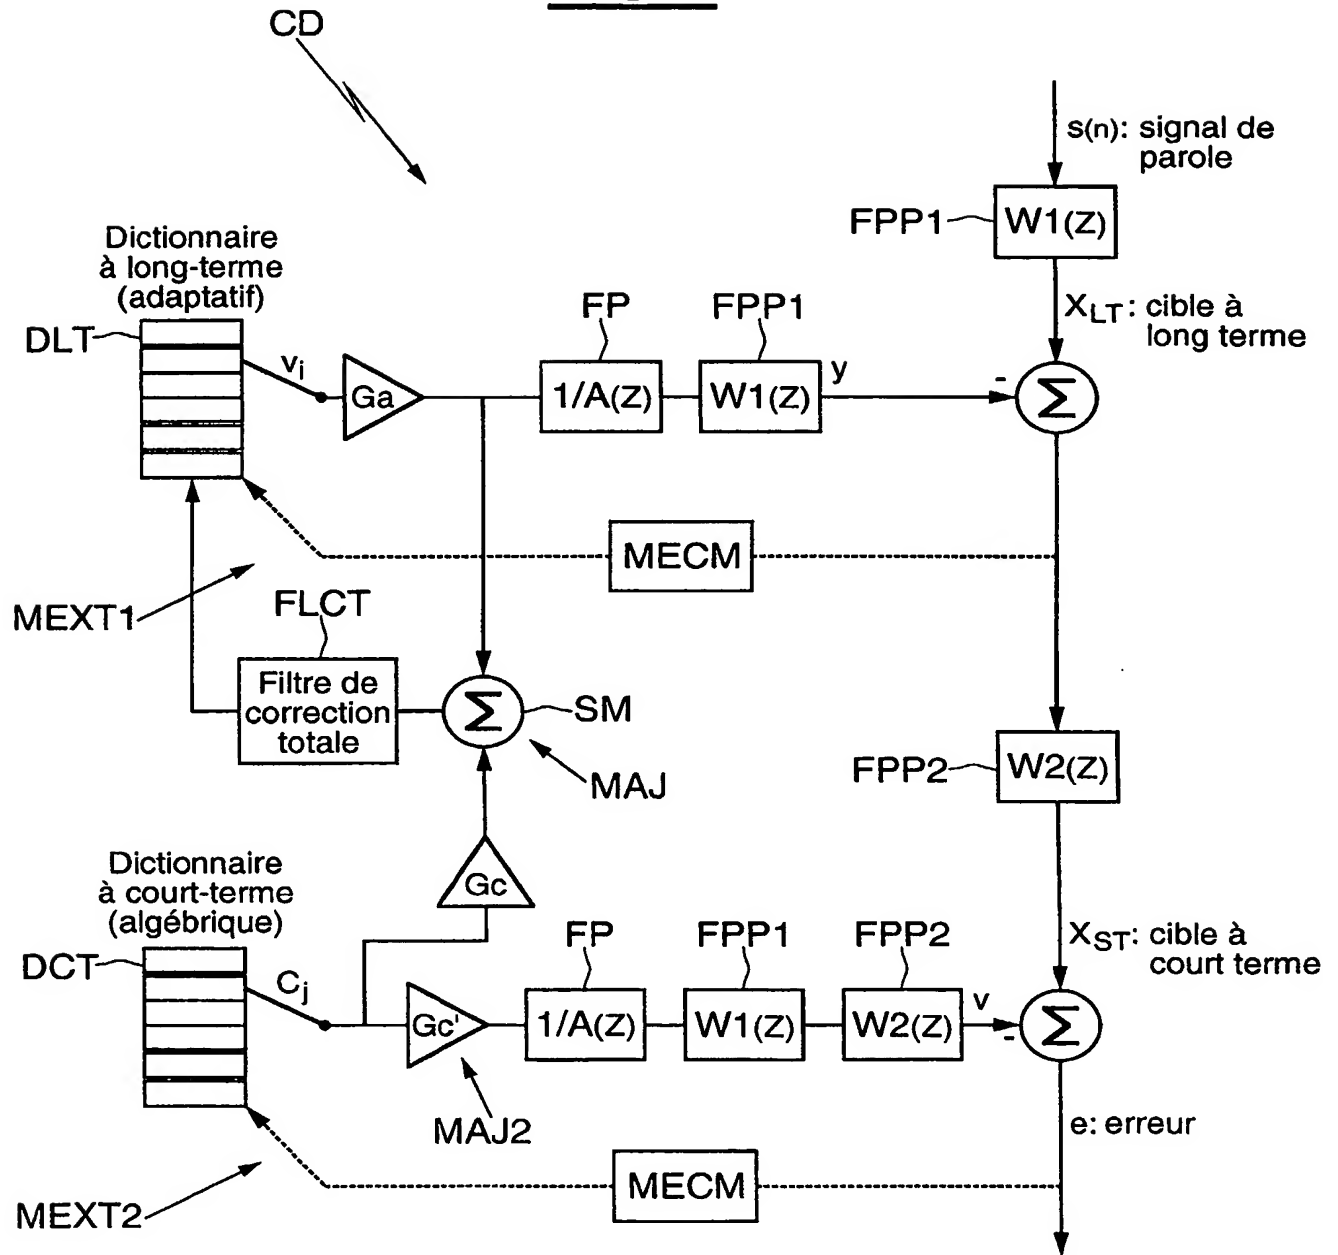 CD
s(n): signal de
parole
FPP1
W1(Z)
Dictionnaire
à long-terme
(adaptatif)
DLT
vi
Ga
FP
1/A(Z)
FPP1
W1(Z)
y
XLT: cible à
long terme
-
Σ
MECM
MEXT1
FLCT
Filtre de
correction
totale
Σ
SM
MAJ
FPP2
W2(Z)
Gc
Dictionnaire
à court-terme
(algébrique)
DCT
Cj
Gc'
MAJ2
FP
1/A(Z)
FPP1
W1(Z)
FPP2
W2(Z)
v
XST: cible à
court terme
-
Σ
e: erreur
MECM
MEXT2